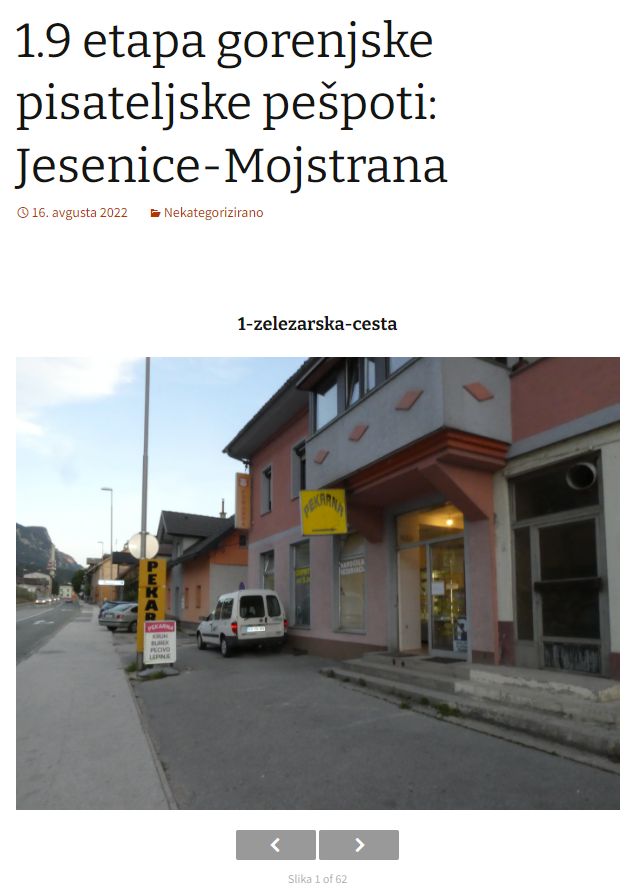 1.9 etapa gorenjske
pisateljske pešpoti:
Jesenice-Mojstrana
16. avgusta 2022 Nekategorizirano
1-zelezarska-cesta
PEKARNA
PEKAR
PEKARNA
KRUH
BUREK
PECIVO
LEPINJE
Slika 1 of 62